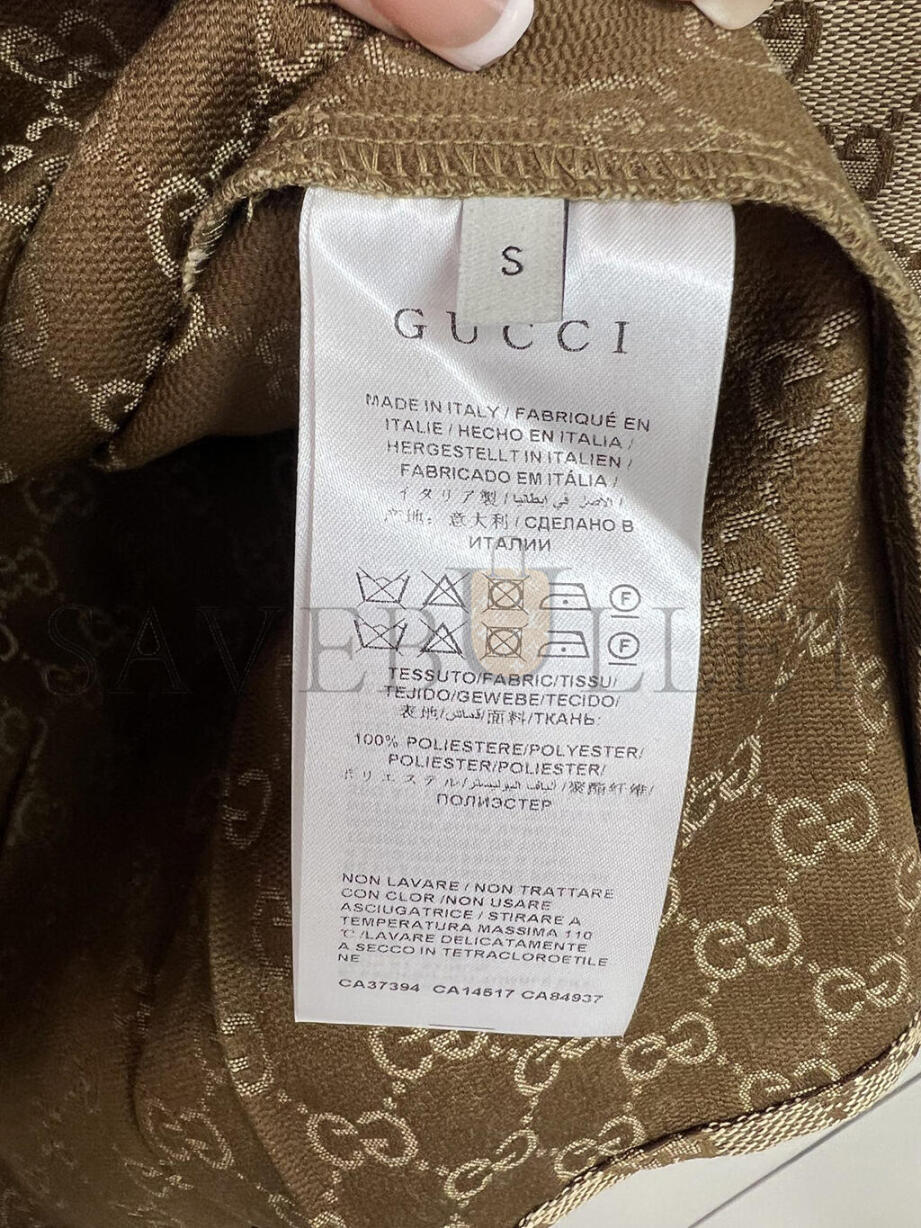 S
GUCCI
MADE IN ITALY / FABRIQUÉ EN
ITALIE / HECHO EN ITALIA /
HERGESTELLT IN ITALIEN /
FABRICADO EM ITÁLIA /
イタリア製 / في إيطاليا /
产地: 意大利 / СДЕЛАНО В
ИТАЛИИ
F
F
SAVEBULLET
TESSUTO/FABRIC/TISSU/
TEJIDO/GEWEBE/TECIDO/
表地/قماش/面料/ТКАНЬ:
100% POLIESTERE/POLYESTER/
POLIESTER/POLIESTER/
ポリエステル/ألياف البوليستر/聚酯纤维/
ПОЛИЭСТЕР
NON LAVARE / NON TRATTARE
CON CLOR /NON USARE
ASCIUGATRICE / STIRARE A
TEMPERATURA MASSIMA 110
℃ /LAVARE DELICATAMENTE
A SECCO IN TETRACLOROETILE
NE
CA37394 CA14517 CA84937